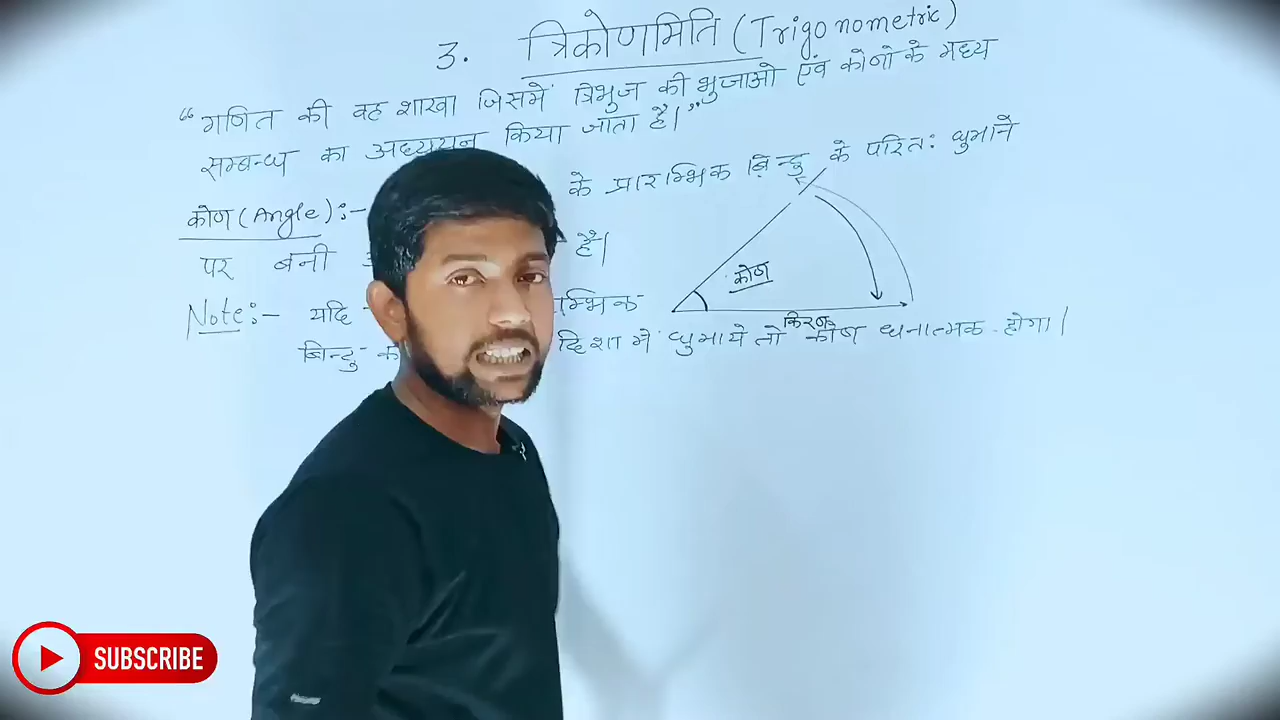 3. त्रिकोणमिति (Trigonometric)
“गणित की वह शाखा जिसमें त्रिभुज की भुजाओ एवं कोनो के मध्य
सम्बन्ध का अध्ययन किया जाता है।”
कोण (Angle) :- के प्रारम्भिक बिन्दु के परित: घुमाने
पर बनी है।
कोण
किरण
Note :- यदि म्भिक
बिन्दु दिशा में घुमाये तो कोण धनात्मक होगा।
SUBSCRIBE